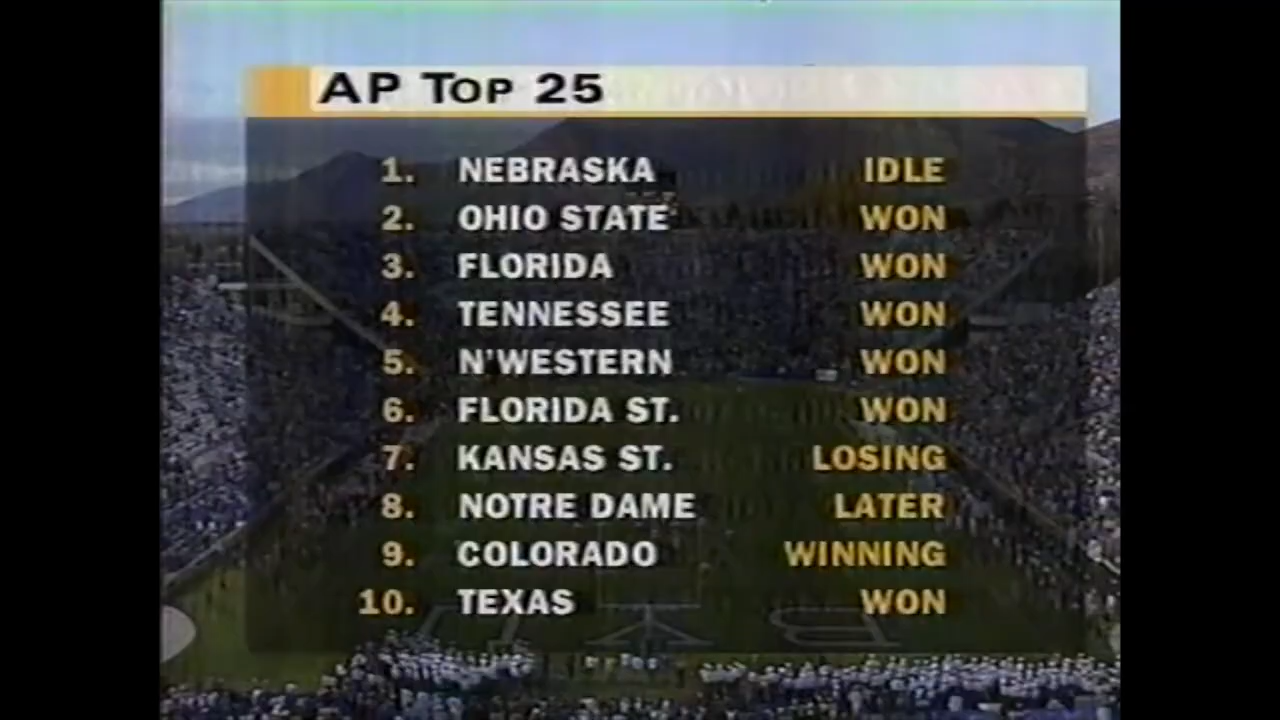 AP TOP 25
1. NEBRASKA IDLE
2. OHIO STATE WON
3. FLORIDA WON
4. TENNESSEE WON
5. N'WESTERN WON
6. FLORIDA ST. WON
7. KANSAS ST. LOSING
8. NOTRE DAME LATER
9. COLORADO WINNING
10. TEXAS WON
BYU